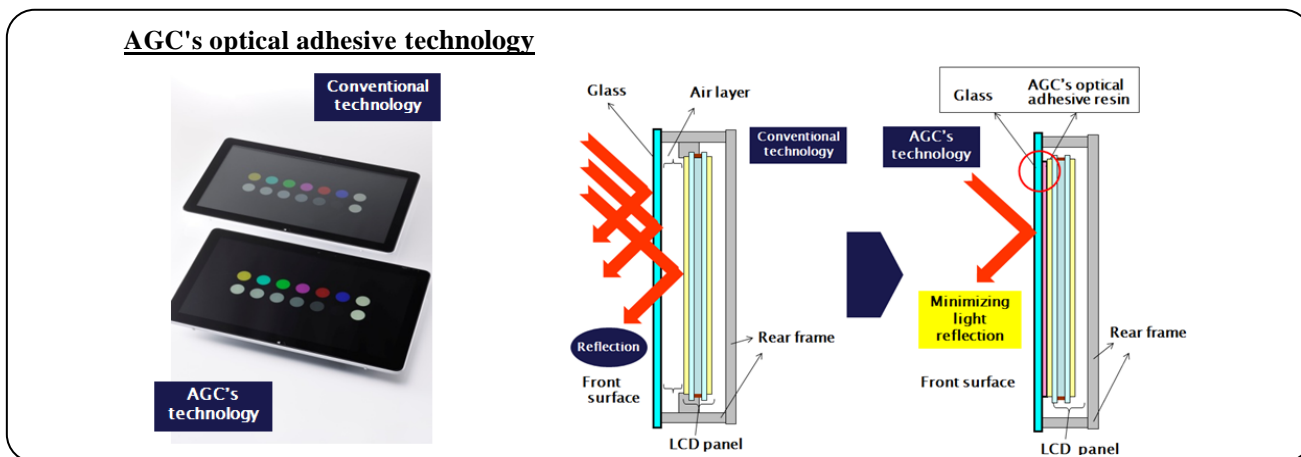 AGC's optical adhesive technology
Conventional
technology
AGC's
technology
Glass
Air layer
Conventional
technology
Reflection
Front
surface
Rear frame
LCD panel
AGC's
technology
Glass
AGC's optical
adhesive resin
Minimizing
light
reflection
Front surface
Rear frame
LCD panel